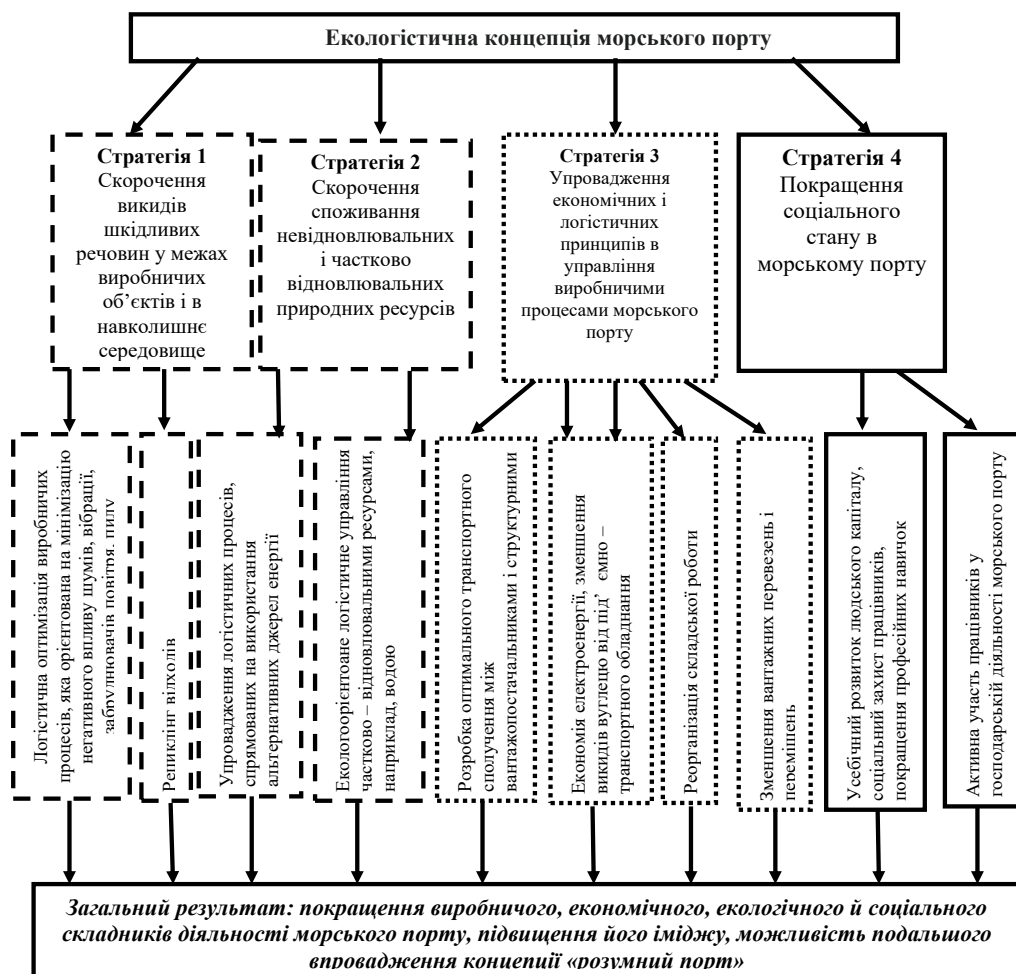 Екологістична концепція морського порту
Стратегія 1
Скорочення
викидів
шкідливих
речовин у межах
виробничих
об’єктів і в
навколишнє
середовище
Стратегія 2
Скорочення
споживання
невідновлювальних
і частково
відновлювальних
природних ресурсів
Стратегія 3
Упровадження
економічних і
логістичних
принципів в
управління
виробничими
процесами морського
порту
Стратегія 4
Покращення
соціального
стану в
морському порту
Логістична оптимізація виробничих
процесів, яка орієнтована на мінімізацію
негативного впливу шумів, вібрації,
забруднювачів повітря, пилу
Рециклінг відходів
Упровадження логістичних процесів,
спрямованих на використання
альтернативних джерел енергії
Екологоорієнтоане логістичне управління
частково – відновлювальними ресурсами,
наприклад, водою
Розробка оптимального транспортного
сполучення між
вантажопостачальниками і структурними
Економія електроенергії, зменшення
викидів вуглецю від під’ ємно –
транспортного обладнання
Реорганізація складської роботи
Зменшення вантажних перевезень і
переміщень
Усебічний розвиток людського капіталу,
соціальний захист працівників,
покращення професійних навичок
Активна участь працівників у
господарській діяльності морського порту
Загальний результат: покращення виробничого, економічного, екологічного й соціального
складників діяльності морського порту, підвищення його іміджу, можливість подальшого
впровадження концепції «розумний порт»